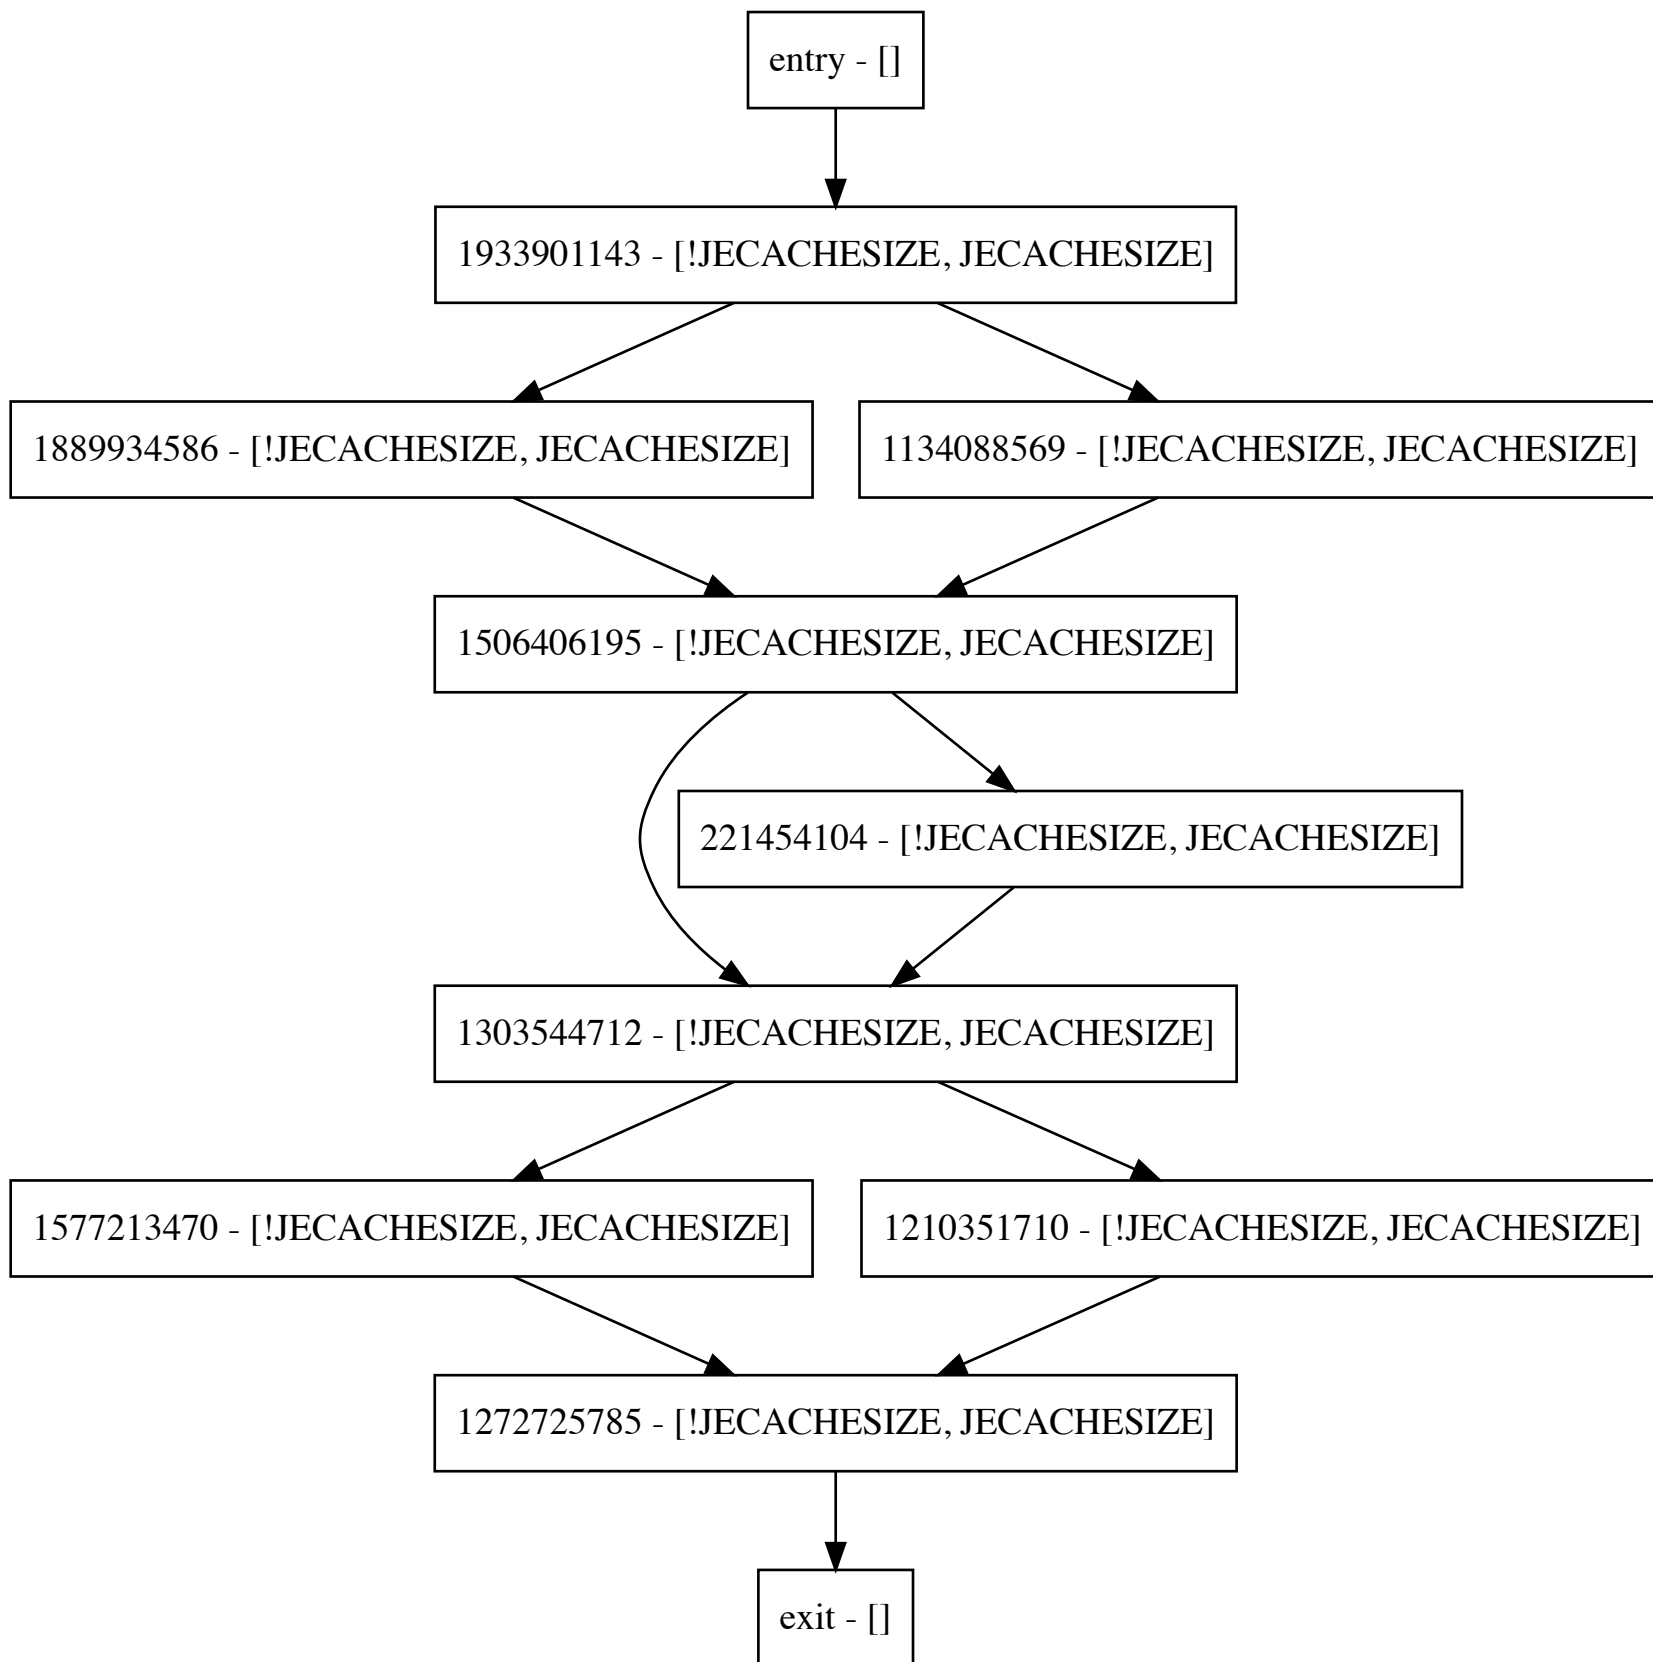 entry - []
1933901143 - [!JECACHESIZE, JECACHESIZE]
1889934586 - [!JECACHESIZE, JECACHESIZE]
1134088569 - [!JECACHESIZE, JECACHESIZE]
1506406195 - [!JECACHESIZE, JECACHESIZE]
221454104 - [!JECACHESIZE, JECACHESIZE]
1303544712 - [!JECACHESIZE, JECACHESIZE]
1577213470 - [!JECACHESIZE, JECACHESIZE]
1210351710 - [!JECACHESIZE, JECACHESIZE]
1272725785 - [!JECACHESIZE, JECACHESIZE]
exit - []